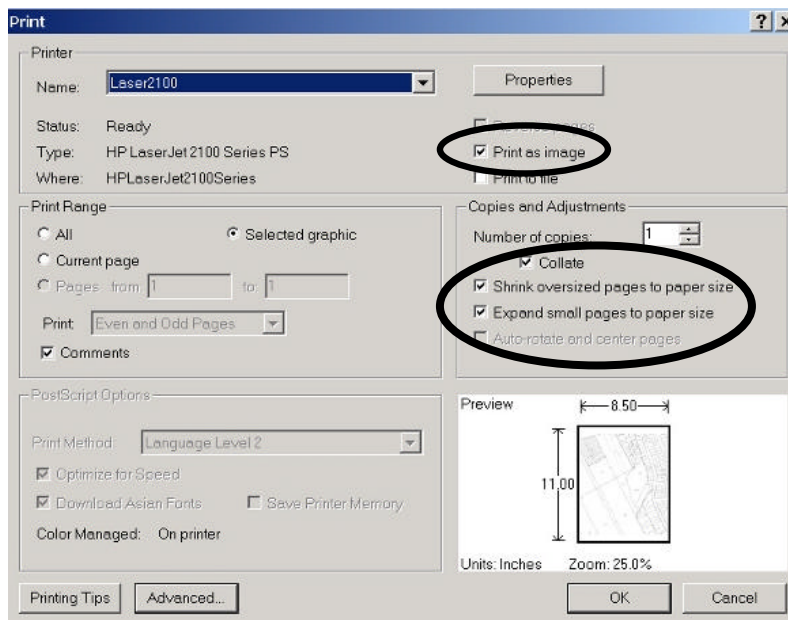 Print
Printer
Name: Laser2100
Properties
Status: Ready
Reverse pages
Type: HP LaserJet 2100 Series PS
Print as image
Where: HPLaserJet2100Series
Print to file
Print Range
All
Selected graphic
Current page
Pages from: 1 to: 1
Print: Even and Odd Pages
Comments
Copies and Adjustments
Number of copies: 1
Collate
Shrink oversized pages to paper size
Expand small pages to paper size
Auto-rotate and center pages
PostScript Options
Print Method: Language Level 2
Optimize for Speed
Download Asian Fonts
Save Printer Memory
Color Managed: On printer
Preview
8.50
11.00
Units: Inches Zoom: 25.0%
Printing Tips
Advanced...
OK
Cancel